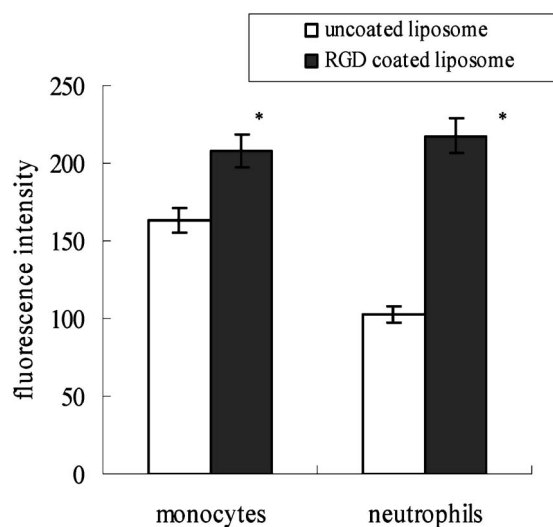 uncoated liposome
RGD coated liposome
250
200
150
100
50
0
fluorescence intensity
*
*
monocytes
neutrophils